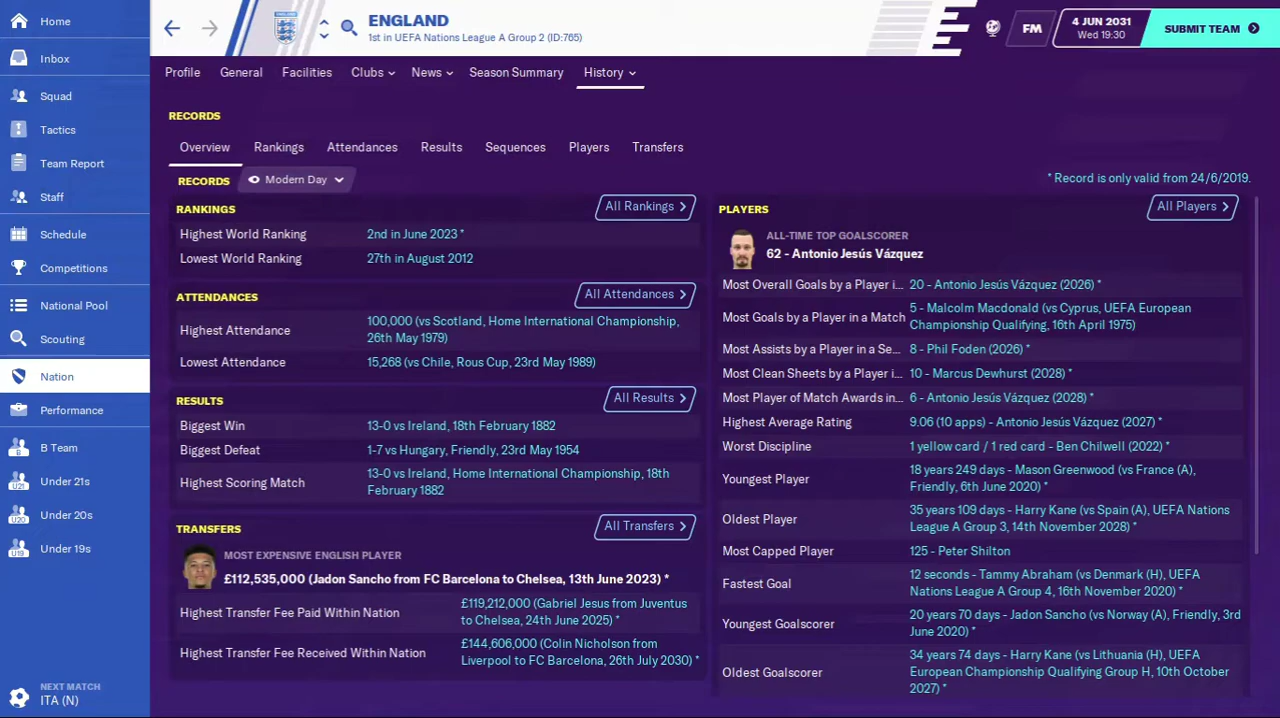 Home
Inbox
Squad
Tactics
Team Report
Staff
Schedule
Competitions
National Pool
Scouting
Nation
Performance
B Team
Under 21s
Under 20s
Under 19s
NEXT MATCH
ITA (N)
ENGLAND
1st in UEFA Nations League A Group 2 (ID:765)
FM
4 JUN 2031
Wed 19:30
SUBMIT TEAM
Profile General Facilities Clubs News Season Summary History
RECORDS
Overview Rankings Attendances Results Sequences Players Transfers
RECORDS Modern Day
* Record is only valid from 24/6/2019.
RANKINGS
All Rankings
Highest World Ranking 2nd in June 2023 *
Lowest World Ranking 27th in August 2012
ATTENDANCES
All Attendances
Highest Attendance 100,000 (vs Scotland, Home International Championship,
26th May 1979)
Lowest Attendance 15,268 (vs Chile, Rous Cup, 23rd May 1989)
RESULTS
All Results
Biggest Win 13-0 vs Ireland, 18th February 1882
Biggest Defeat 1-7 vs Hungary, Friendly, 23rd May 1954
Highest Scoring Match 13-0 vs Ireland, Home International Championship, 18th
February 1882
TRANSFERS
All Transfers
MOST EXPENSIVE ENGLISH PLAYER
£112,535,000 (Jadon Sancho from FC Barcelona to Chelsea, 13th June 2023) *
Highest Transfer Fee Paid Within Nation £119,212,000 (Gabriel Jesus from Juventus
to Chelsea, 24th June 2025) *
Highest Transfer Fee Received Within Nation £144,606,000 (Colin Nicholson from
Liverpool to FC Barcelona, 26th July 2030) *
PLAYERS
All Players
ALL-TIME TOP GOALSCORER
62 - Antonio Jesús Vázquez
Most Overall Goals by a Player i... 20 - Antonio Jesús Vázquez (2026) *
Most Goals by a Player in a Match 5 - Malcolm Macdonald (vs Cyprus, UEFA European
Championship Qualifying, 16th April 1975)
Most Assists by a Player in a Se... 8 - Phil Foden (2026) *
Most Clean Sheets by a Player i... 10 - Marcus Dewhurst (2028) *
Most Player of Match Awards in... 6 - Antonio Jesús Vázquez (2028) *
Highest Average Rating 9.06 (10 apps) - Antonio Jesús Vázquez (2027) *
Worst Discipline 1 yellow card / 1 red card - Ben Chilwell (2022) *
Youngest Player 18 years 249 days - Mason Greenwood (vs France (A),
Friendly, 6th June 2020) *
Oldest Player 35 years 109 days - Harry Kane (vs Spain (A), UEFA Nations
League A Group 3, 14th November 2028) *
Most Capped Player 125 - Peter Shilton
Fastest Goal 12 seconds - Tammy Abraham (vs Denmark (H), UEFA
Nations League A Group 4, 16th November 2020) *
Youngest Goalscorer 20 years 70 days - Jadon Sancho (vs Norway (A), Friendly, 3rd
June 2020) *
Oldest Goalscorer 34 years 74 days - Harry Kane (vs Lithuania (H), UEFA
European Championship Qualifying Group H, 10th October
2027) *